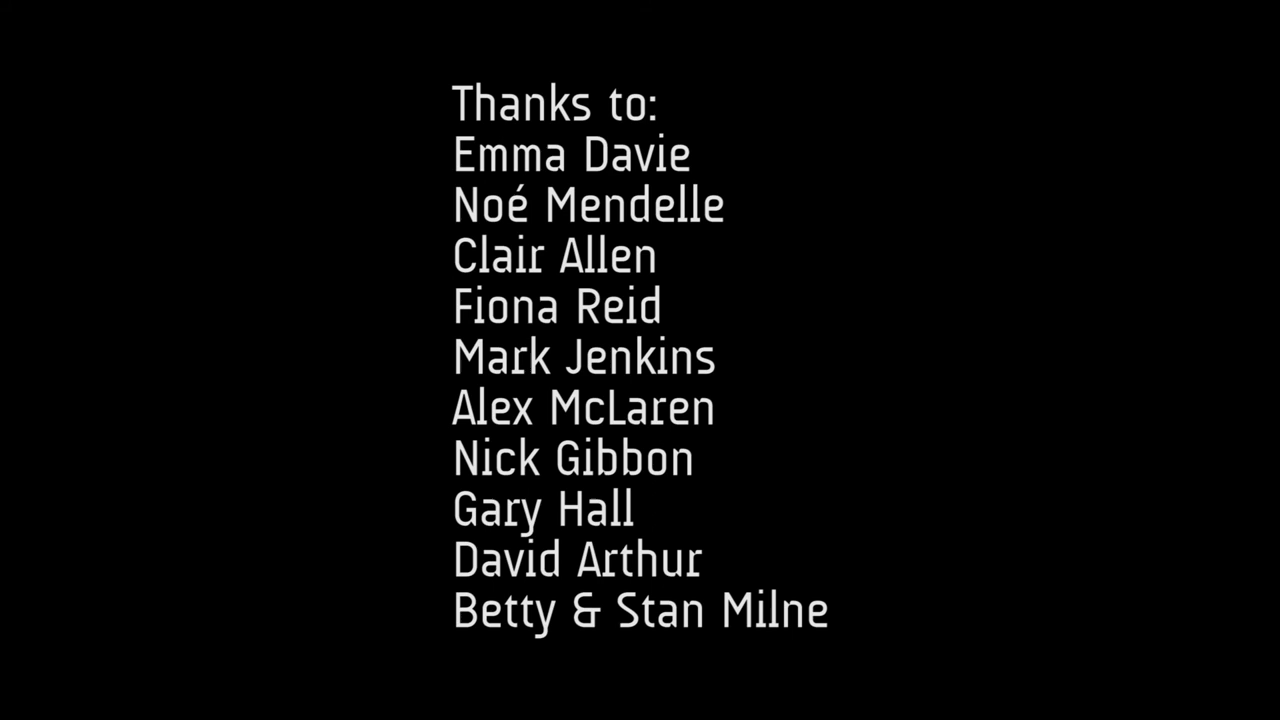 Thanks to:
Emma Davie
Noé Mendelle
Clair Allen
Fiona Reid
Mark Jenkins
Alex McLaren
Nick Gibbon
Gary Hall
David Arthur
Betty & Stan Milne